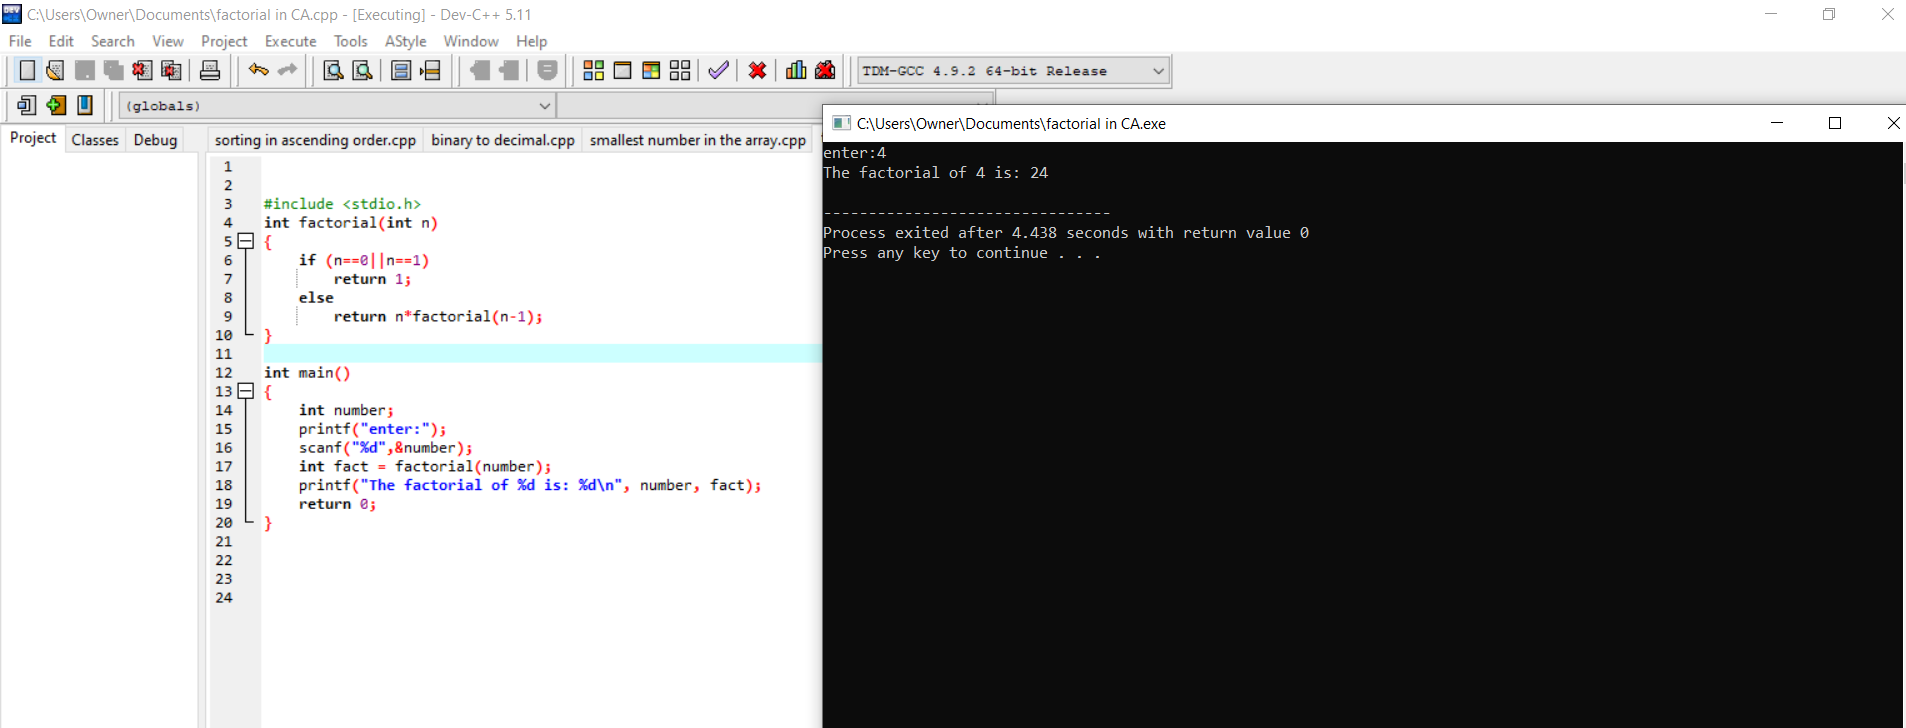 C:\Users\Owner\Documents\factorial in CA.cpp - [Executing] - Dev-C++ 5.11
File Edit Search View Project Execute Tools AStyle Window Help
TDM-GCC 4.9.2 64-bit Release
(globals)
Project Classes Debug
sorting in ascending order.cpp binary to decimal.cpp smallest number in the array.cpp
1
2
3 #include <stdio.h>
4 int factorial(int n)
5 {
6 if (n==0||n==1)
7 return 1;
8 else
9 return n*factorial(n-1);
10 }
11
12 int main()
13 {
14 int number;
15 printf("enter:");
16 scanf("%d",&number);
17 int fact = factorial(number);
18 printf("The factorial of %d is: %d\n", number, fact);
19 return 0;
20 }
21
22
23
24
C:\Users\Owner\Documents\factorial in CA.exe
enter:4
The factorial of 4 is: 24
--------------------------------
Process exited after 4.438 seconds with return value 0
Press any key to continue . . .